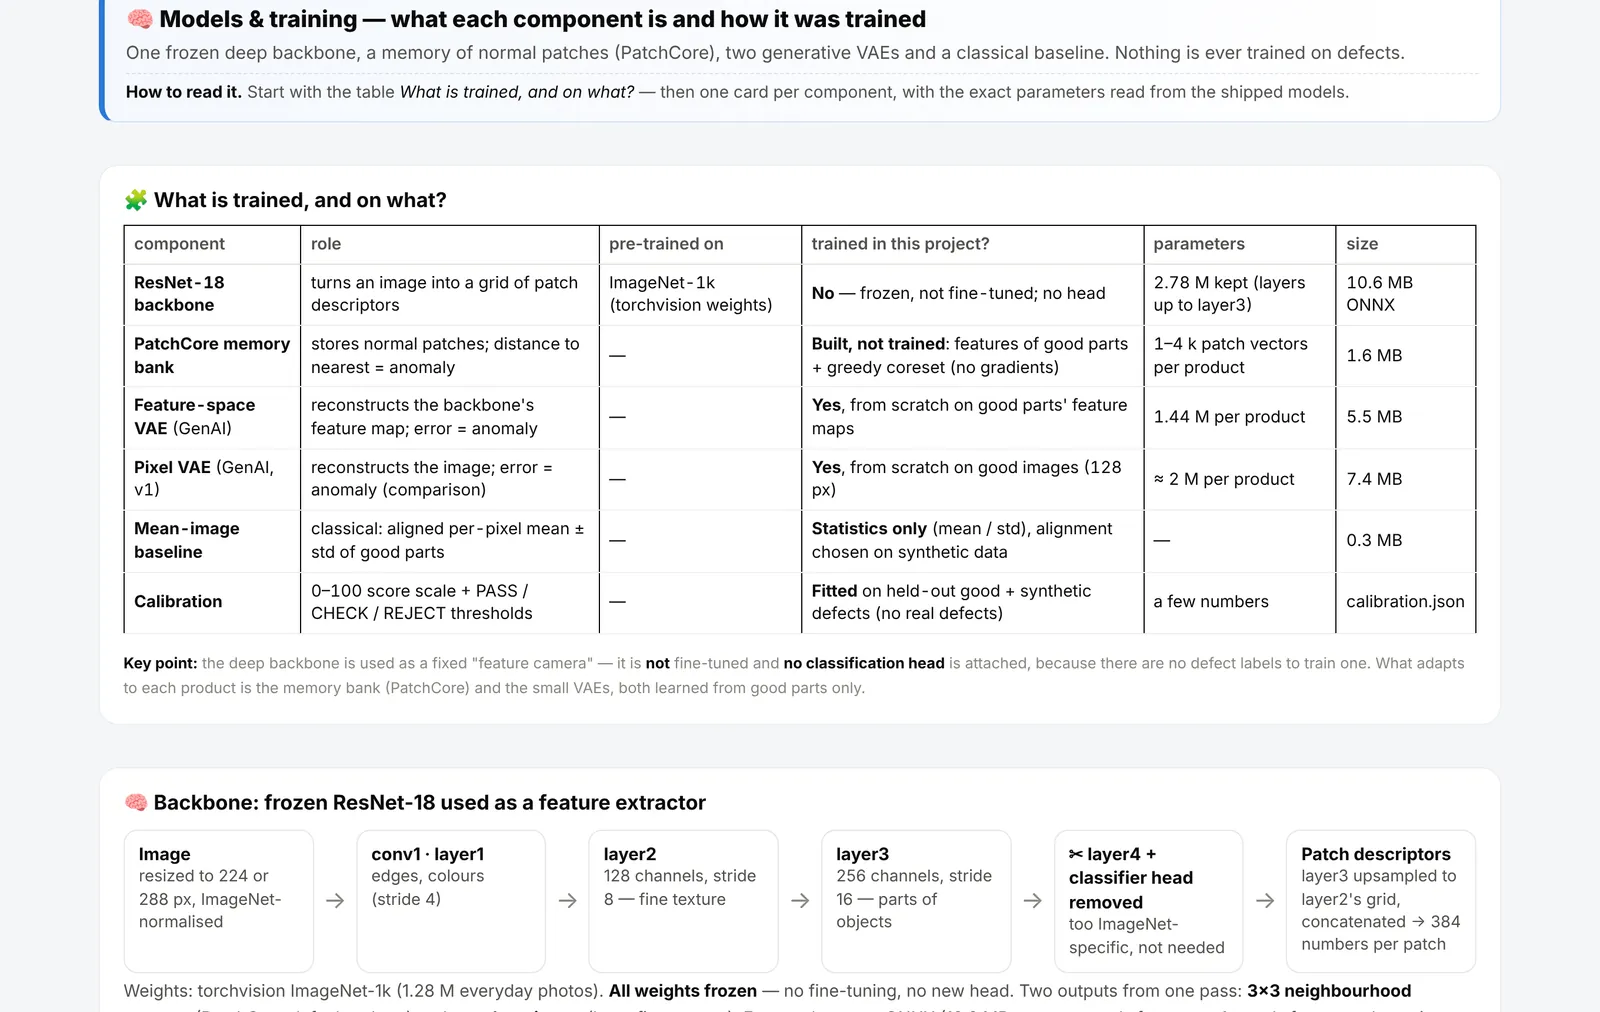 🧠 Models & training — what each component is and how it was trained
One frozen deep backbone, a memory of normal patches (PatchCore), two generative VAEs and a classical baseline. Nothing is ever trained on defects.
How to read it. Start with the table What is trained, and on what? — then one card per component, with the exact parameters read from the shipped models.
🧩 What is trained, and on what?
component role pre-trained on trained in this project? parameters size
ResNet-18 backbone turns an image into a grid of patch descriptors ImageNet-1k (torchvision weights) No — frozen, not fine-tuned; no head 2.78 M kept (layers up to layer3) 10.6 MB ONNX
PatchCore memory bank stores normal patches; distance to nearest = anomaly — Built, not trained: features of good parts + greedy coreset (no gradients) 1–4 k patch vectors per product 1.6 MB
Feature-space VAE (GenAI) reconstructs the backbone's feature map; error = anomaly — Yes, from scratch on good parts' feature maps 1.44 M per product 5.5 MB
Pixel VAE (GenAI, v1) reconstructs the image; error = anomaly (comparison) — Yes, from scratch on good images (128 px) ≈ 2 M per product 7.4 MB
Mean-image baseline classical: aligned per-pixel mean ± std of good parts — Statistics only (mean / std), alignment chosen on synthetic data — 0.3 MB
Calibration 0–100 score scale + PASS / CHECK / REJECT thresholds — Fitted on held-out good + synthetic defects (no real defects) a few numbers calibration.json
Key point: the deep backbone is used as a fixed "feature camera" — it is not fine-tuned and no classification head is attached, because there are no defect labels to train one. What adapts
to each product is the memory bank (PatchCore) and the small VAEs, both learned from good parts only.
🧠 Backbone: frozen ResNet-18 used as a feature extractor
Image
resized to 224 or
288 px, ImageNet-
normalised
→
conv1 · layer1
edges, colours
(stride 4)
→
layer2
128 channels, stride
8 — fine texture
→
layer3
256 channels, stride
16 — parts of
objects
→
✂ layer4 +
classifier head
removed
too ImageNet-
specific, not needed
→
Patch descriptors
layer3 upsampled to
layer2's grid,
concatenated → 384
numbers per patch
Weights: torchvision ImageNet-1k (1.28 M everyday photos). All weights frozen — no fine-tuning, no new head. Two outputs from one pass: 3×3 neighbourhood